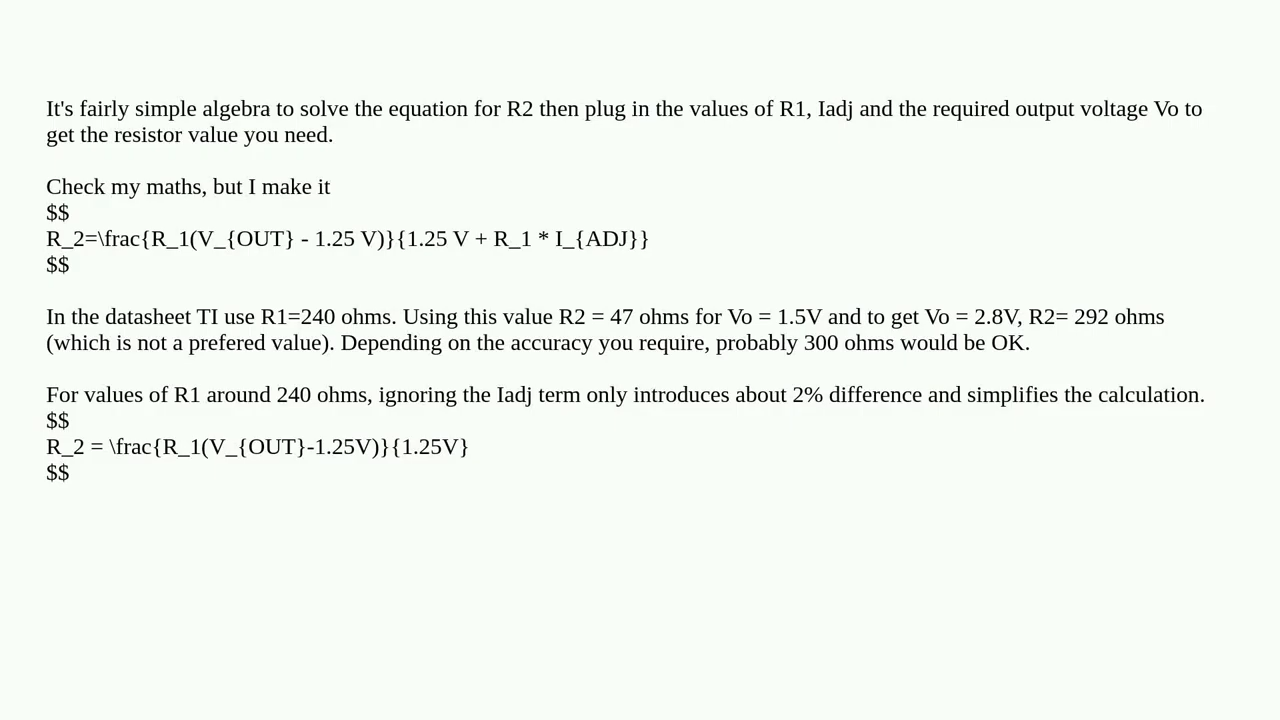 It's fairly simple algebra to solve the equation for R2 then plug in the values of R1, Iadj and the required output voltage Vo to
get the resistor value you need.
Check my maths, but I make it
$$
R_2=\frac{R_1(V_{OUT} - 1.25 V)}{1.25 V + R_1 * I_{ADJ}}
$$
In the datasheet TI use R1=240 ohms. Using this value R2 = 47 ohms for Vo = 1.5V and to get Vo = 2.8V, R2= 292 ohms
(which is not a prefered value). Depending on the accuracy you require, probably 300 ohms would be OK.
For values of R1 around 240 ohms, ignoring the Iadj term only introduces about 2% difference and simplifies the calculation.
$$
R_2 = \frac{R_1(V_{OUT}-1.25V)}{1.25V}
$$